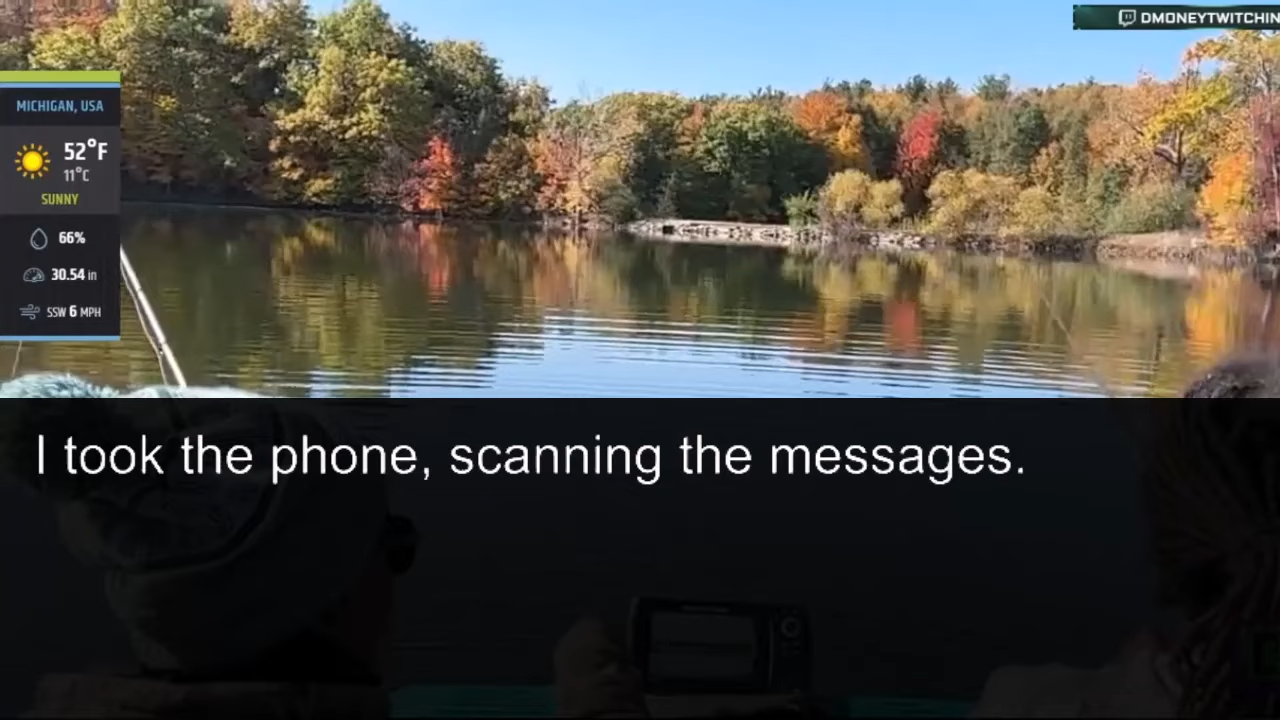 DMONEYTWITCHIN
MICHIGAN, USA
52°F
11°C
SUNNY
66%
30.54 in
SSW 6 MPH
I took the phone, scanning the messages.